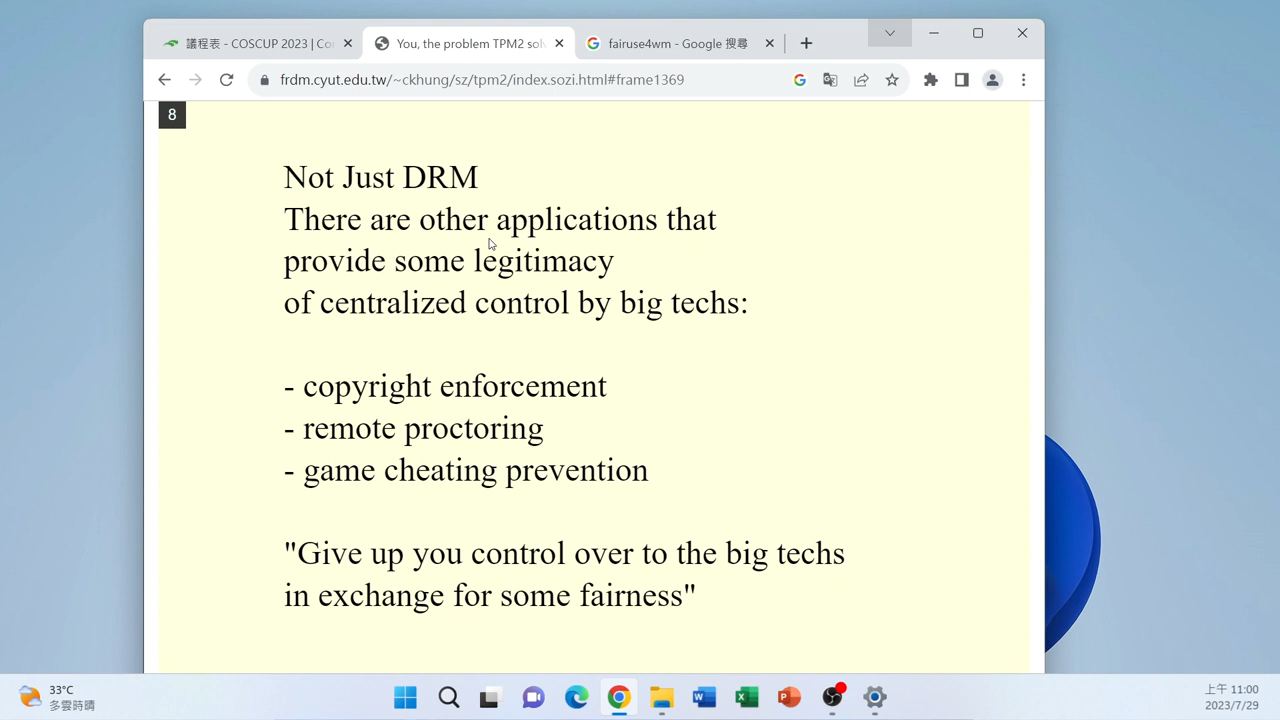 議程表 - COSCUP 2023 | Co
You, the problem TPM2 sol
fairuse4wm - Google 搜尋
frdm.cyut.edu.tw/~ckhung/sz/tpm2/index.sozi.html#frame1369
8
Not Just DRM
There are other applications that
provide some legitimacy
of centralized control by big techs:
- copyright enforcement
- remote proctoring
- game cheating prevention
"Give up you control over to the big techs
in exchange for some fairness"
33°C
多雲時晴
上午 11:00
2023/7/29